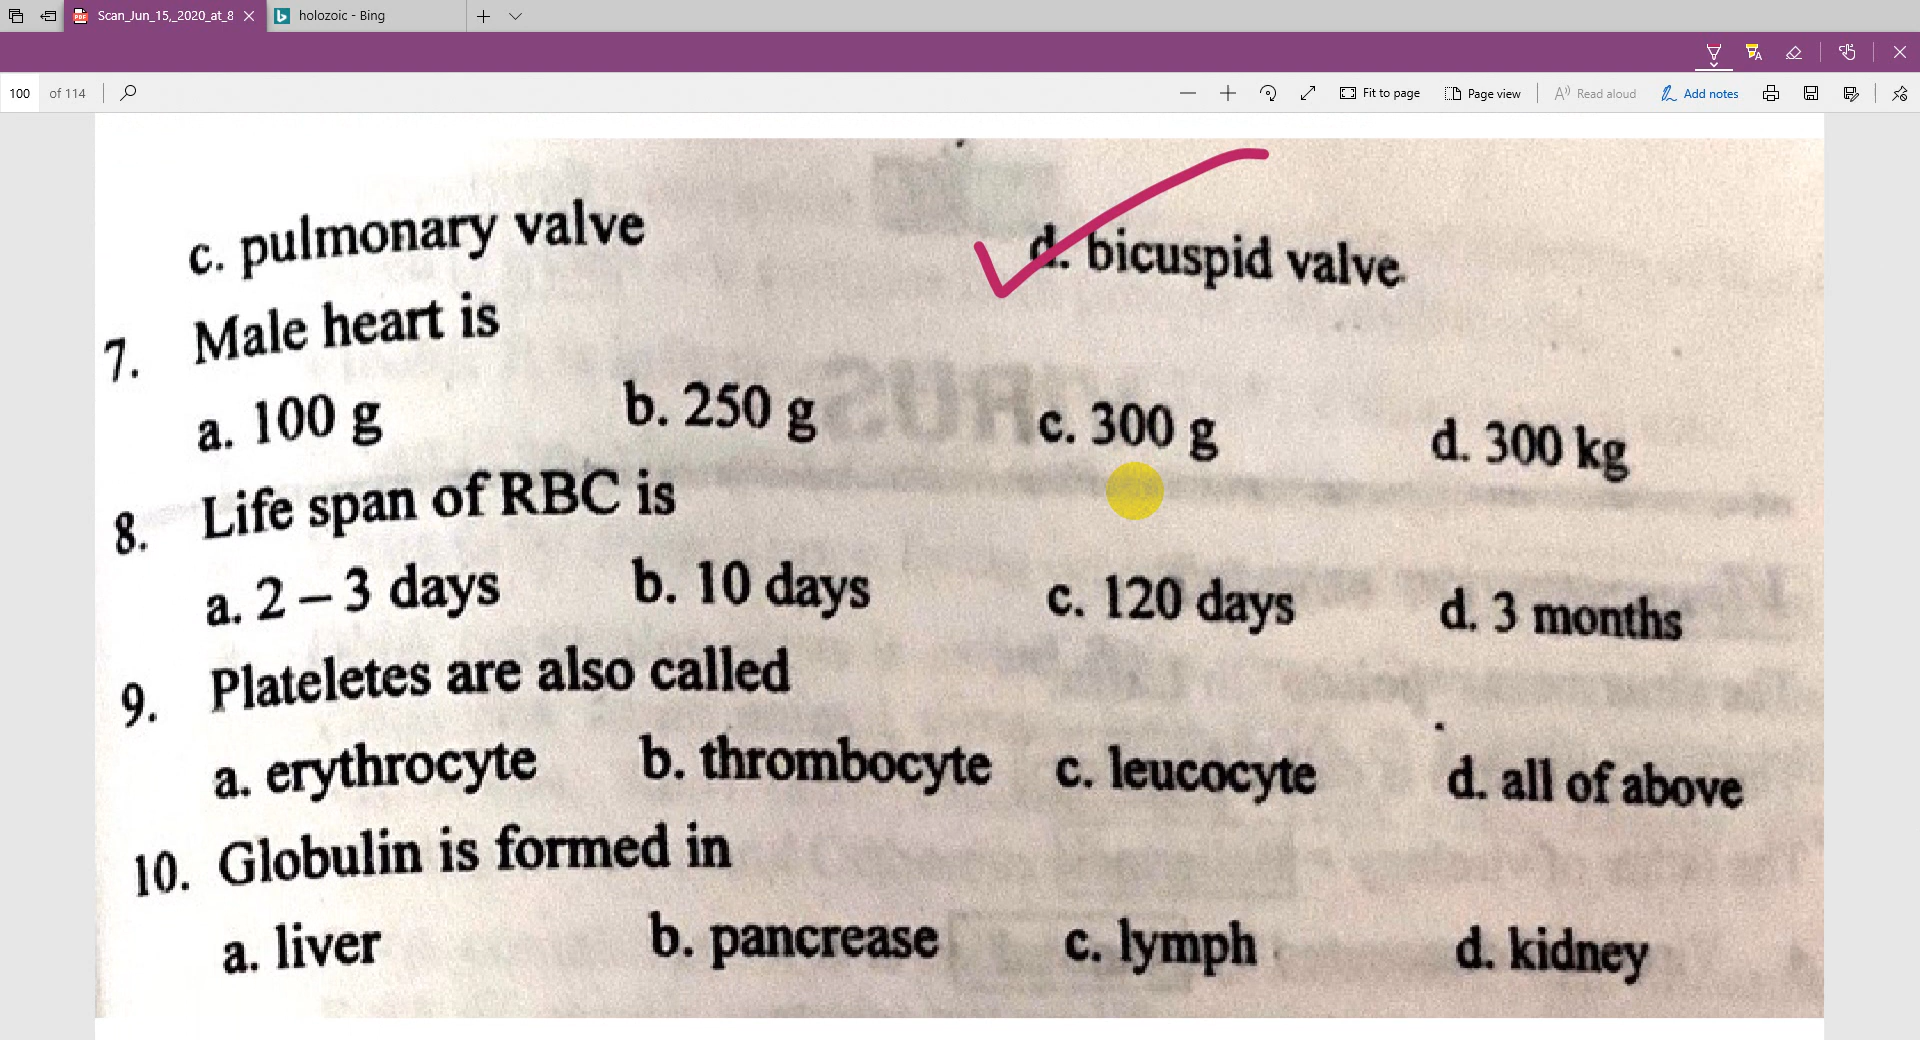 Scan_Jun_15,_2020_at_8
holozoic - Bing
100 of 114
Fit to page
Page view
Read aloud
Add notes
c. pulmonary valve d. bicuspid valve
7. Male heart is
a. 100 g b. 250 g c. 300 g d. 300 kg
8. Life span of RBC is
a. 2 – 3 days b. 10 days c. 120 days d. 3 months
9. Plateletes are also called
a. erythrocyte b. thrombocyte c. leucocyte d. all of above
10. Globulin is formed in
a. liver b. pancrease c. lymph d. kidney